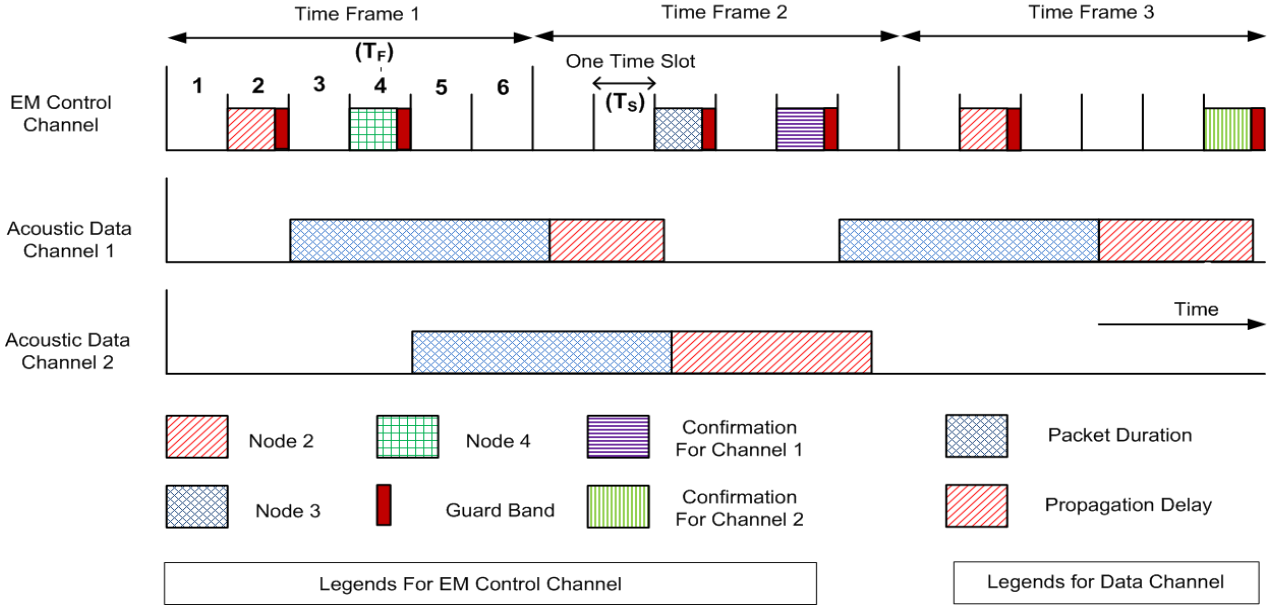 Time Frame 1
Time Frame 2
Time Frame 3
(TF)
One Time Slot
(TS)
1 2 3 4 5 6
EM Control
Channel
Acoustic Data
Channel 1
Acoustic Data
Channel 2
Time
Node 2
Node 4
Confirmation
For Channel 1
Packet Duration
Node 3
Guard Band
Confirmation
For Channel 2
Propagation Delay
Legends For EM Control Channel
Legends for Data Channel